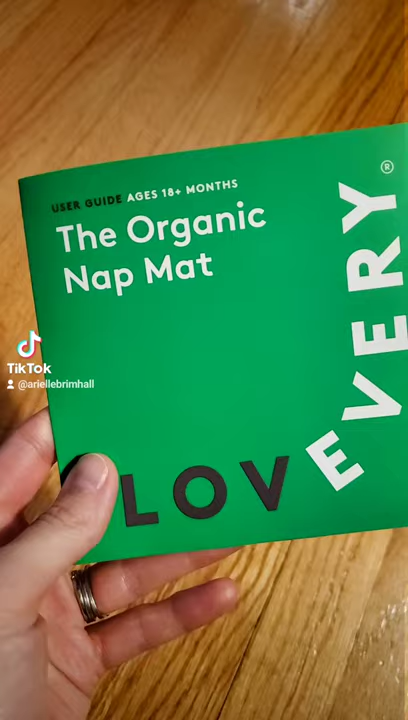 USER GUIDE AGES 18+ MONTHS
The Organic
Nap Mat
LOVEVERY®
TikTok
@ariellebrimhall